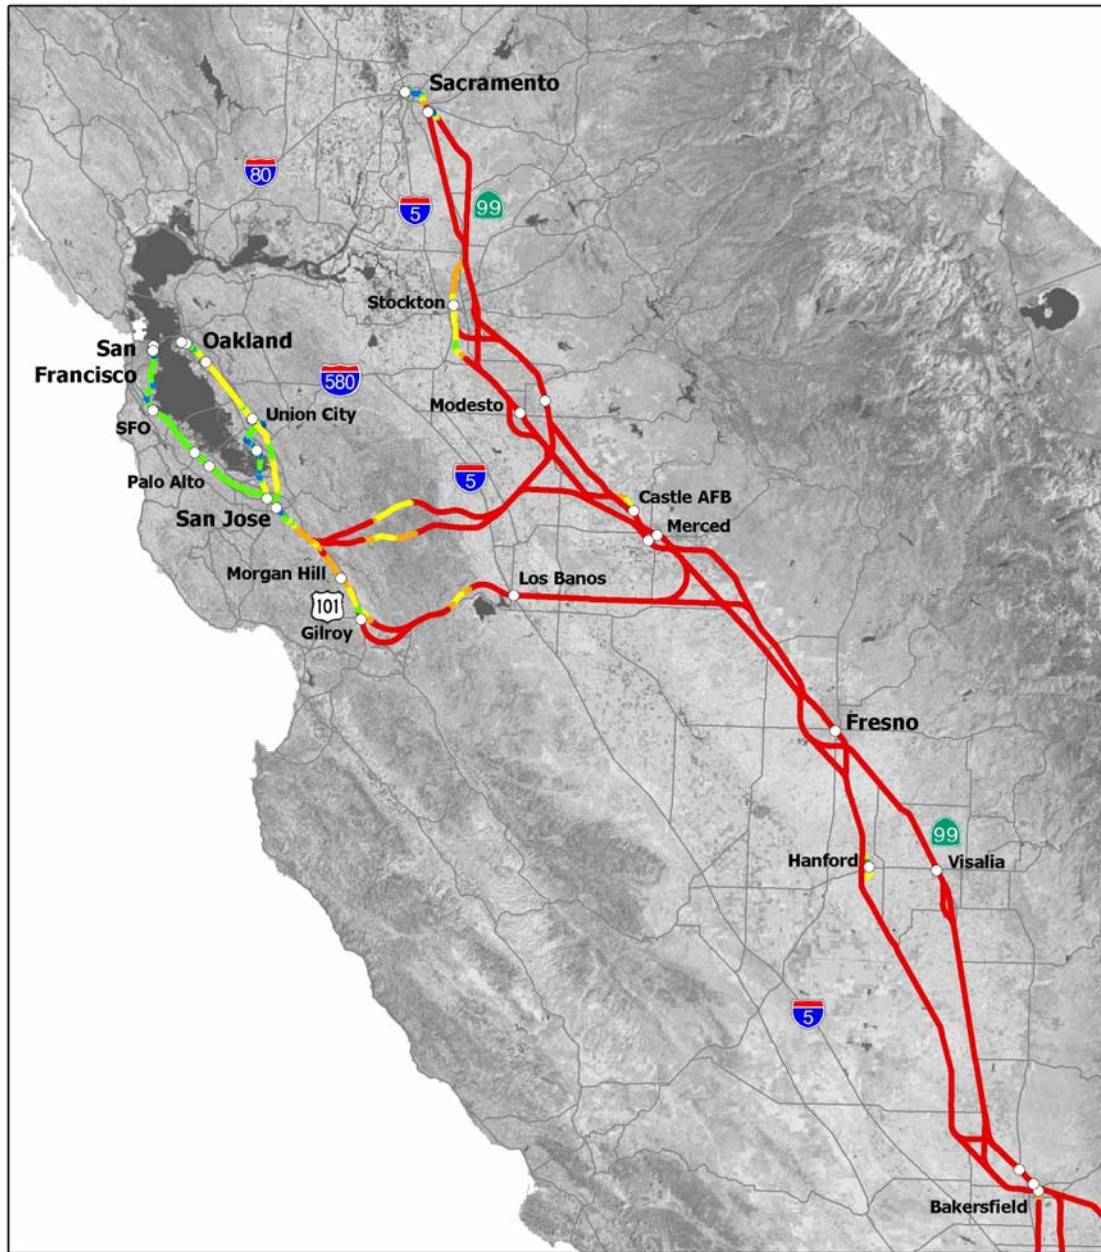 Sacramento
80
5
99
Stockton
Oakland
San
Francisco
580
Modesto
Union City
SFO
5
Palo Alto
Castle AFB
San Jose
Merced
Morgan Hill
Los Banos
101
Gilroy
Fresno
99
Hanford
Visalia
5
Bakersfield